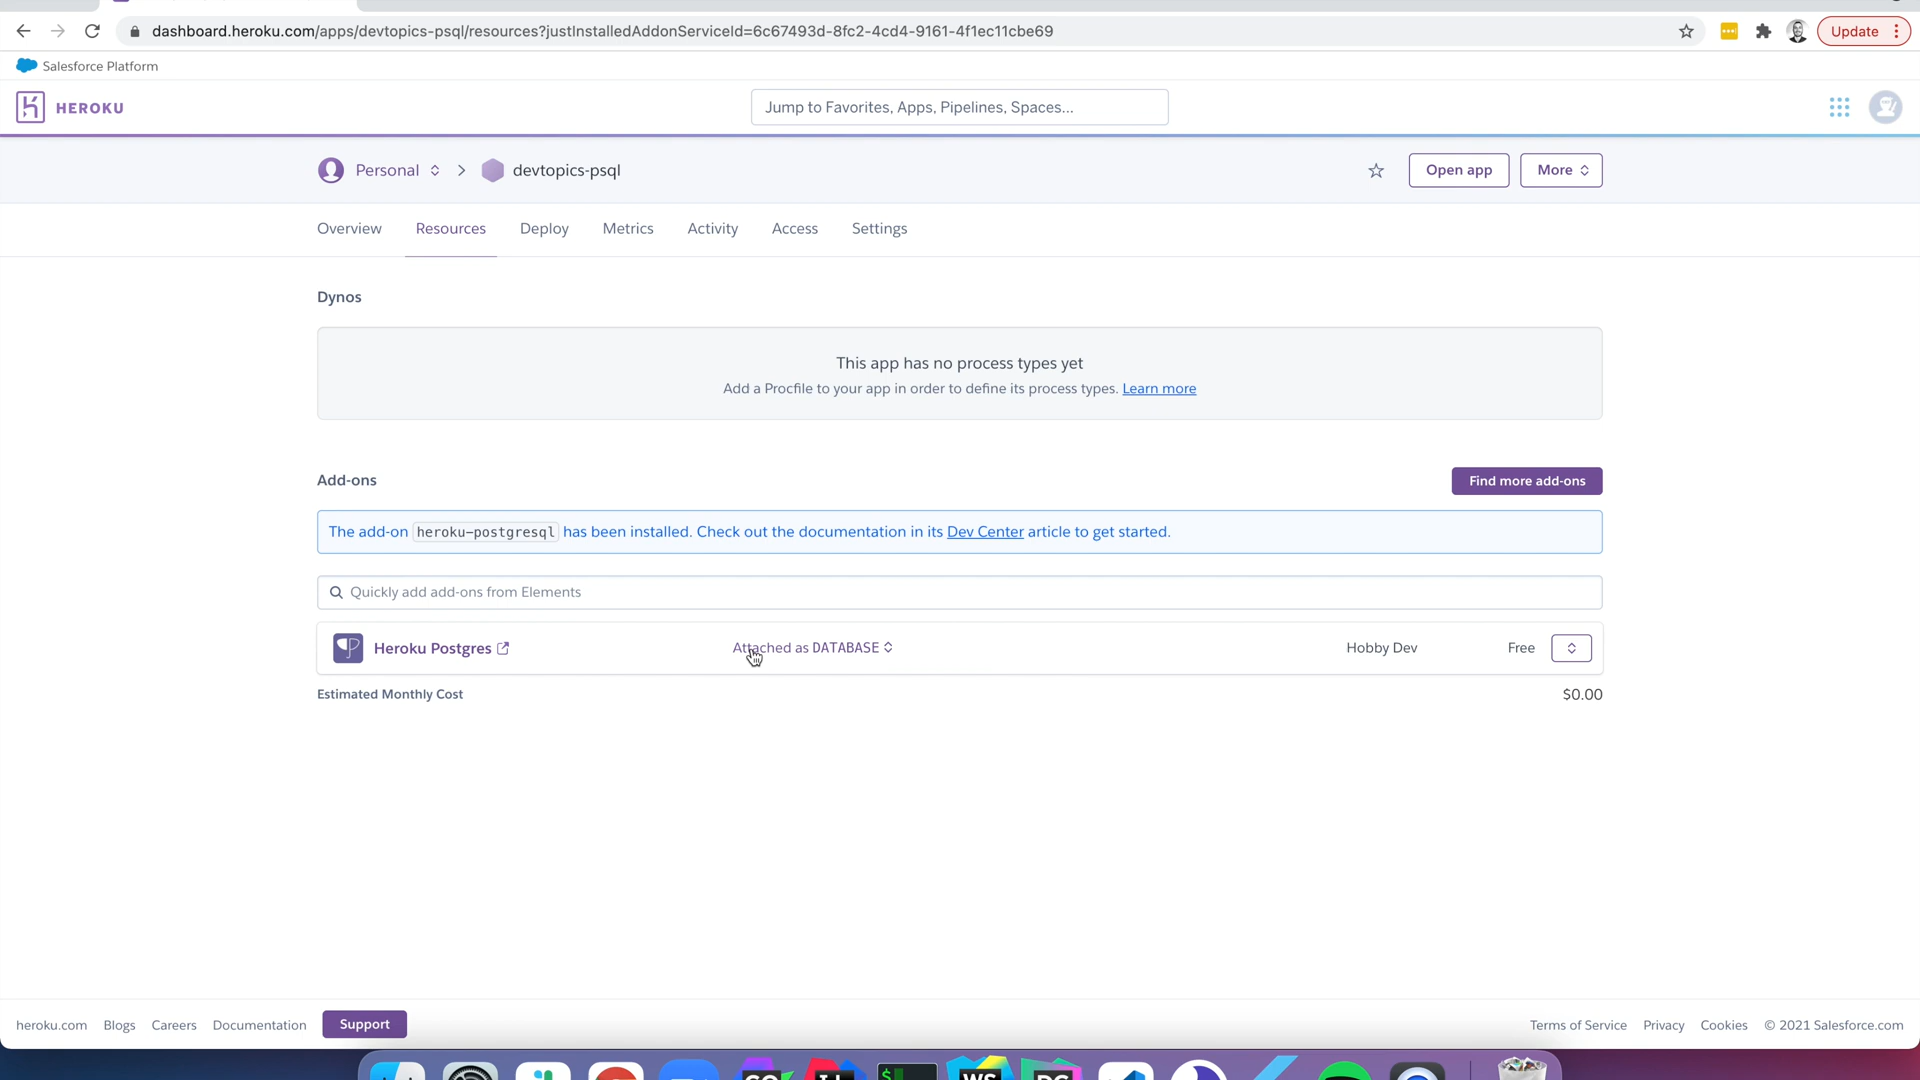 dashboard.heroku.com/apps/devtopics-psql/resources?justInstalledAddonServiceId=6c67493d-8fc2-4cd4-9161-4f1ec11cbe69
Update
Salesforce Platform
HEROKU
Jump to Favorites, Apps, Pipelines, Spaces...
Personal > devtopics-psql
Open app
More
Overview Resources Deploy Metrics Activity Access Settings
Dynos
This app has no process types yet
Add a Procfile to your app in order to define its process types. Learn more
Add-ons
Find more add-ons
The add-on heroku-postgresql has been installed. Check out the documentation in its Dev Center article to get started.
Quickly add add-ons from Elements
Heroku Postgres Attached as DATABASE Hobby Dev Free
Estimated Monthly Cost $0.00
heroku.com Blogs Careers Documentation Support Terms of Service Privacy Cookies © 2021 Salesforce.com